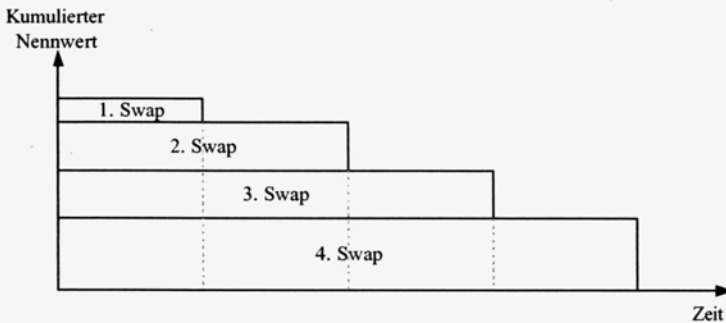 Kumulierter
Nennwert
1. Swap
2. Swap
3. Swap
4. Swap
Zeit